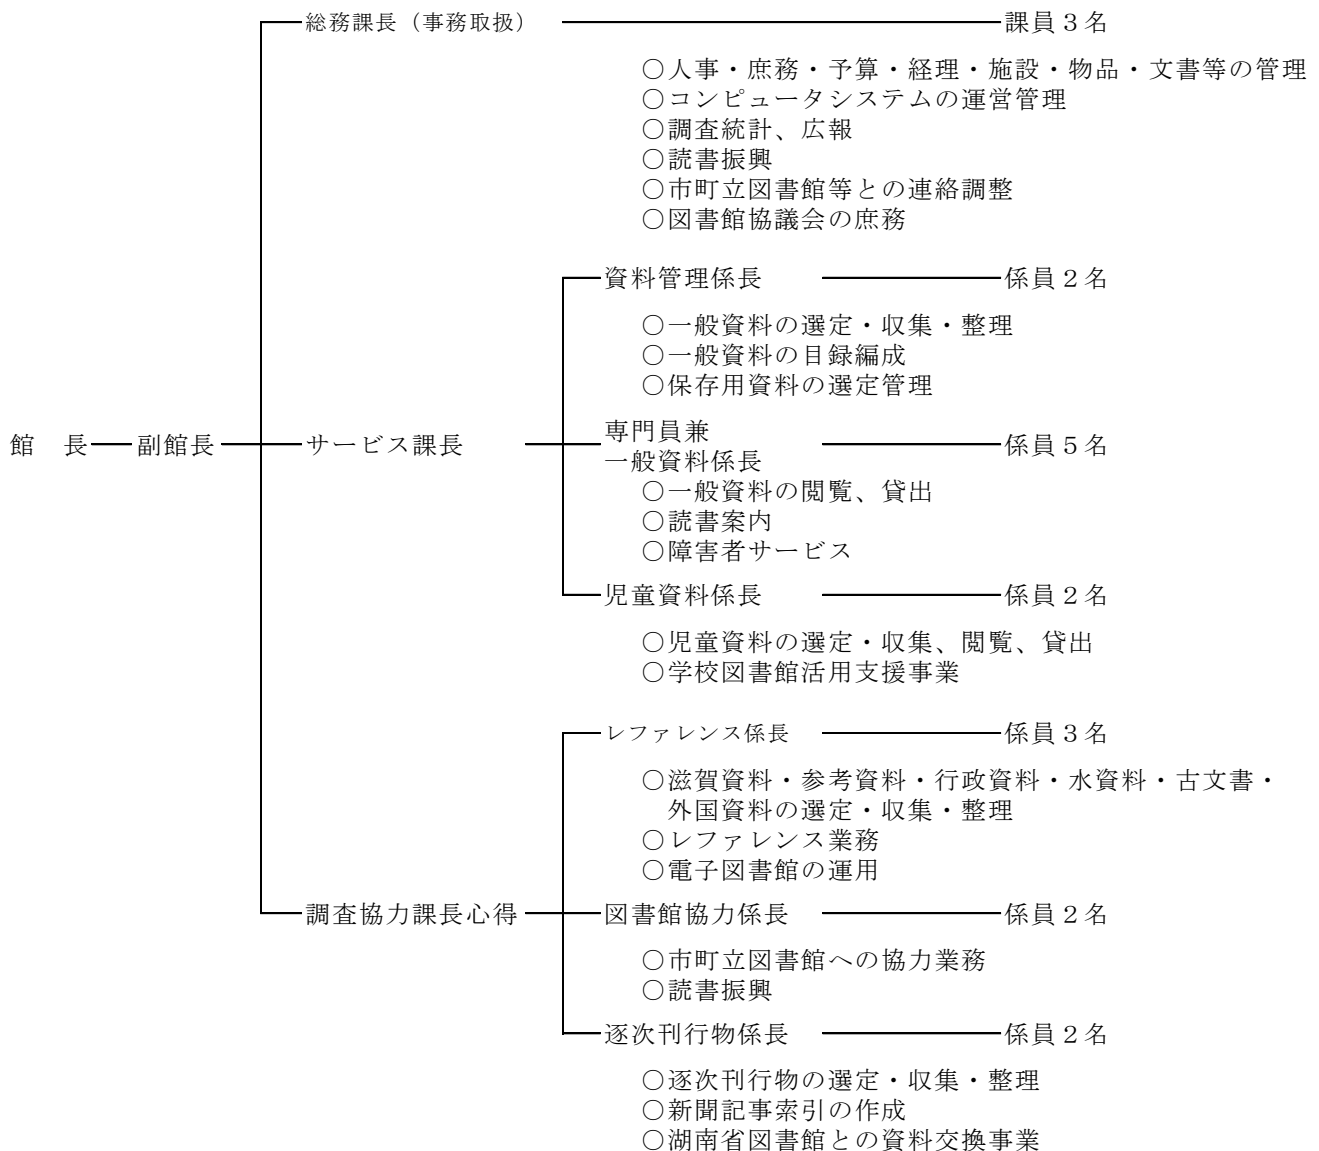 総務課長（事務取扱） 課員３名
○人事・庶務・予算・経理・施設・物品・文書等の管理
○コンピュータシステムの運営管理
○調査統計、広報
○読書振興
○市町立図書館等との連絡調整
○図書館協議会の庶務
資料管理係長 係員２名
○一般資料の選定・収集・整理
○一般資料の目録編成
○保存用資料の選定管理
館　長 副館長 サービス課長 専門員兼 係員５名
一般資料係長
○一般資料の閲覧、貸出
○読書案内
○障害者サービス
児童資料係長 係員２名
○児童資料の選定・収集、閲覧、貸出
○学校図書館活用支援事業
レファレンス係長 係員３名
○滋賀資料・参考資料・行政資料・水資料・古文書・
外国資料の選定・収集・整理
○レファレンス業務
○電子図書館の運用
調査協力課長心得 図書館協力係長 係員２名
○市町立図書館への協力業務
○読書振興
逐次刊行物係長 係員２名
○逐次刊行物の選定・収集・整理
○新聞記事索引の作成
○湖南省図書館との資料交換事業